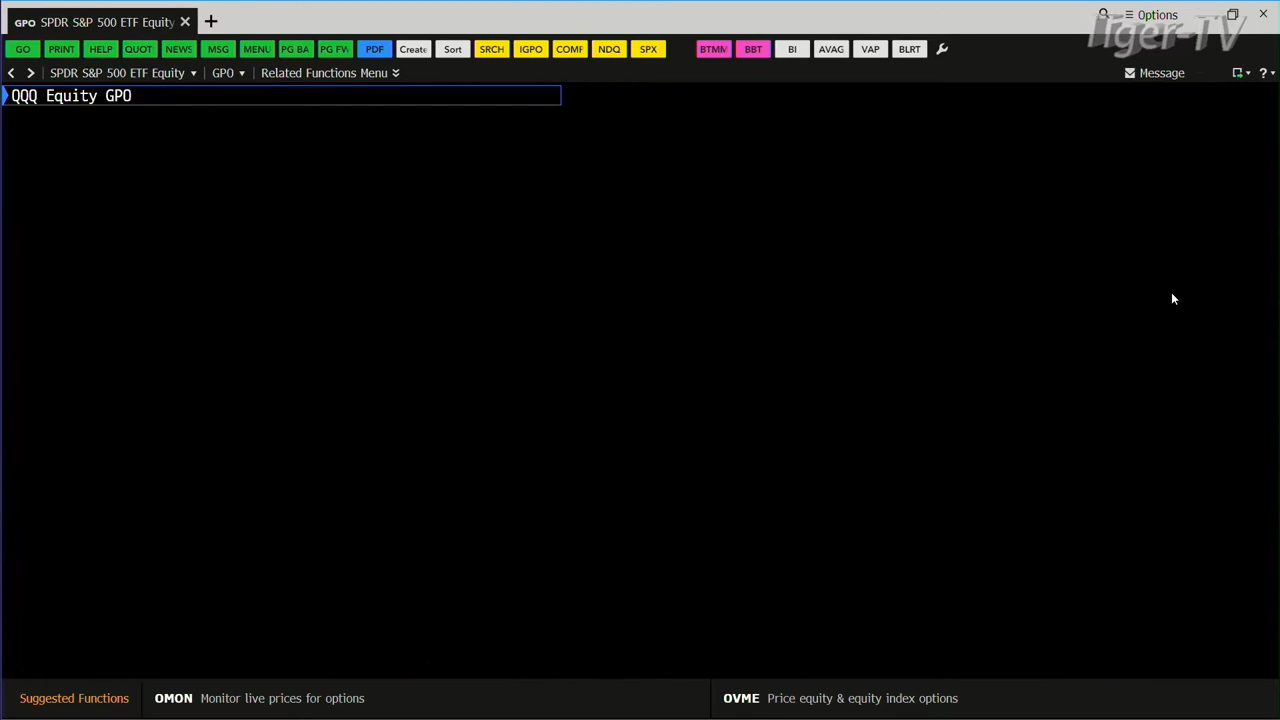 GPO SPDR S&P 500 ETF Equity
Tiger-TV
Options
GO PRINT HELP QUOT NEWS MSG MENU PG BA PG FW PDF Create Sort SRCH IGPO COMF NDQ SPX BTMM BBT BI AVAG VAP BLRT
SPDR S&P 500 ETF Equity GPO Related Functions Menu Message ?
QQQ Equity GPO
Suggested Functions OMON Monitor live prices for options OVME Price equity & equity index options